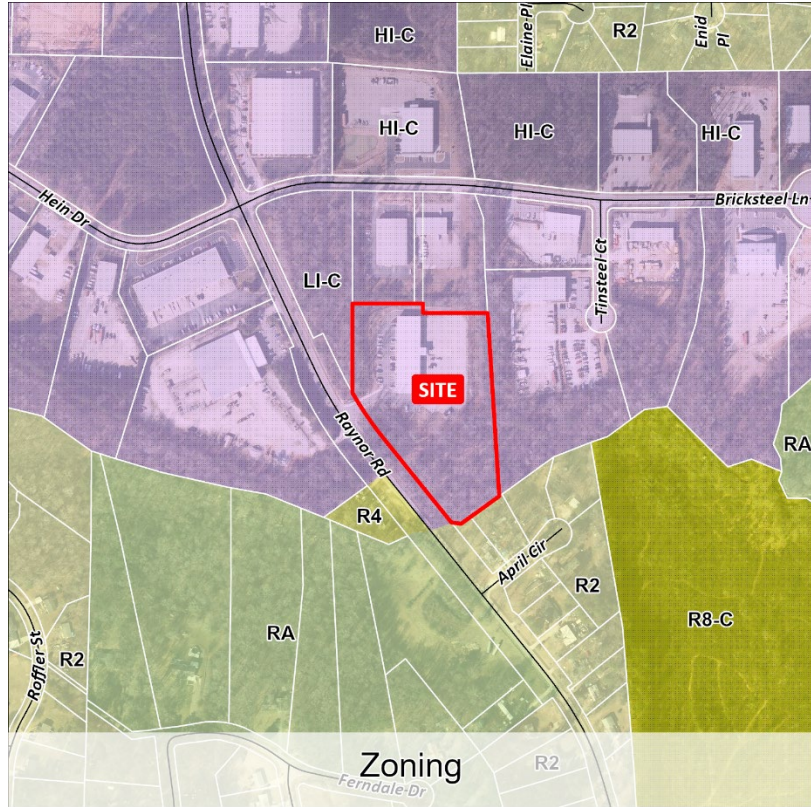 Elaine Pl
R2
Enid
Pl
HI-C
HI-C
HI-C
HI-C
Hein Dr
Bricksteel Ln
LI-C
Tinsteel Ct
SITE
Raynor Rd
RA
R4
April Cir
R2
R8-C
RA
R2
Roffler St
Zoning
R2
Ferndale Dr